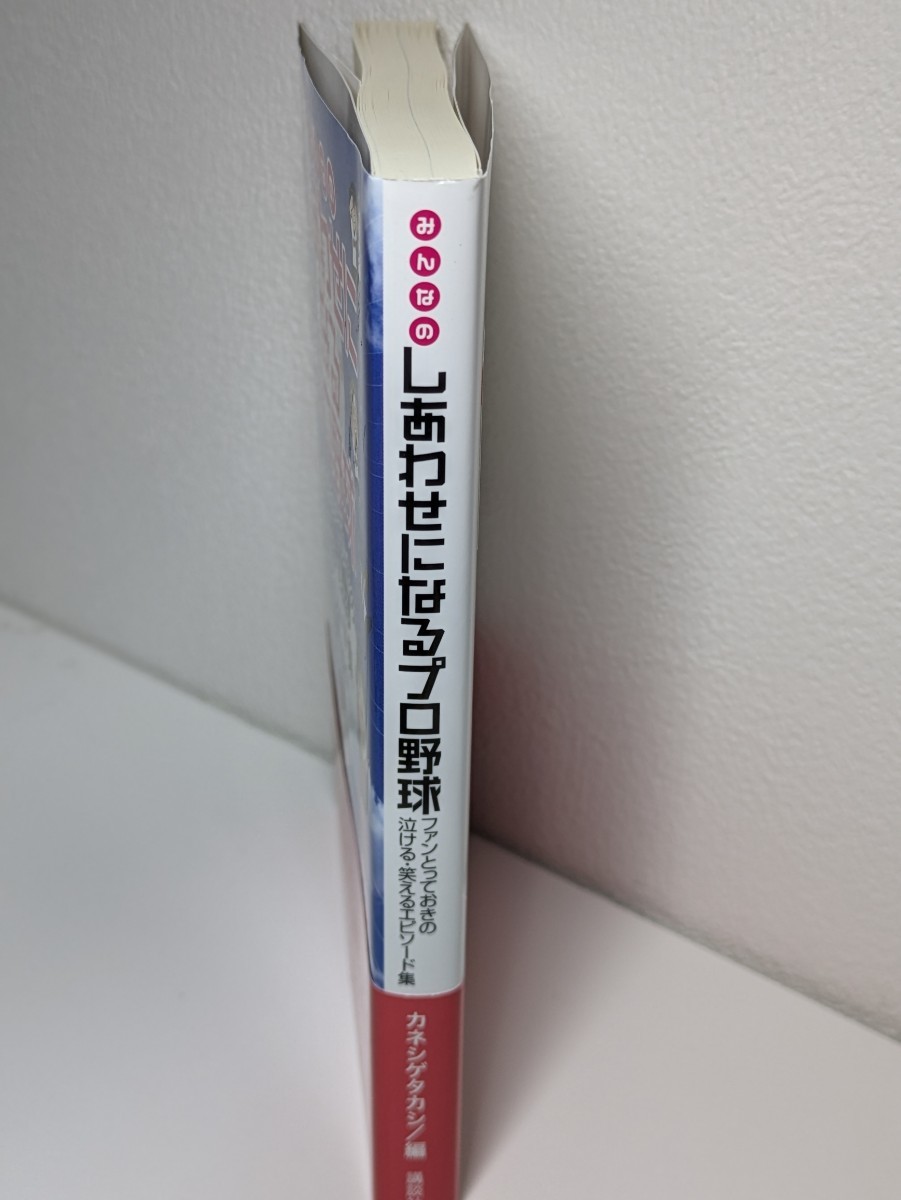 みんなの
しあわせになるプロ野球
ファンとっておきの
泣ける・笑えるエピソード集
カネシゲタカシ/編
講談